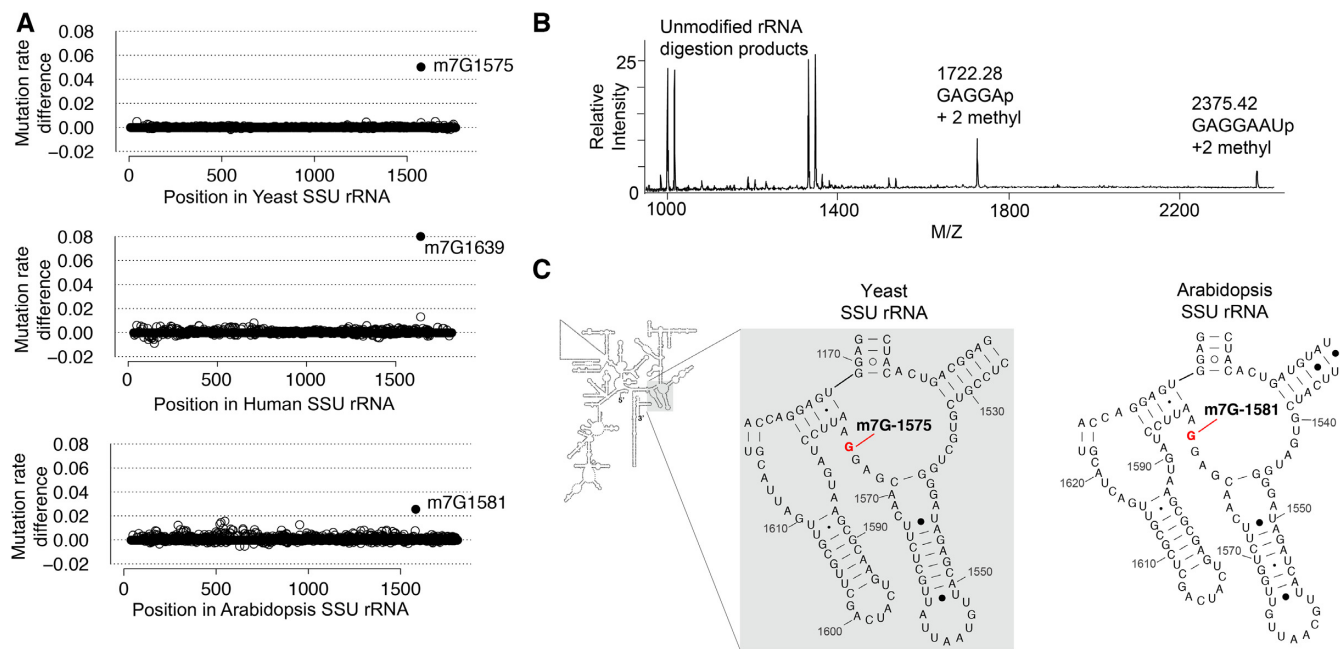 A
0.08
0.06
0.04
0.02
0.00
−0.02
Mutation rate
difference
m7G1575
0
500
1000
1500
Position in Yeast SSU rRNA
0.08
0.06
0.04
0.02
0.00
−0.02
Mutation rate
difference
m7G1639
0
500
1000
1500
Position in Human SSU rRNA
0.08
0.06
0.04
0.02
0.00
−0.02
Mutation rate
difference
m7G1581
0
500
1000
1500
Position in Arabidopsis SSU rRNA
B
Unmodified rRNA
digestion products
25
0
Relative
Intensity
1722.28
GAGGAp
+ 2 methyl
2375.42
GAGGAAUp
+2 methyl
1000
1400
1800
2200
M/Z
C
5'
3'
Yeast
SSU rRNA
1170
1530
m7G-1575
G
1570
1590
1610
1550
1600
Arabidopsis
SSU rRNA
m7G-1581
G
1540
1590
1620
1550
1570
1610